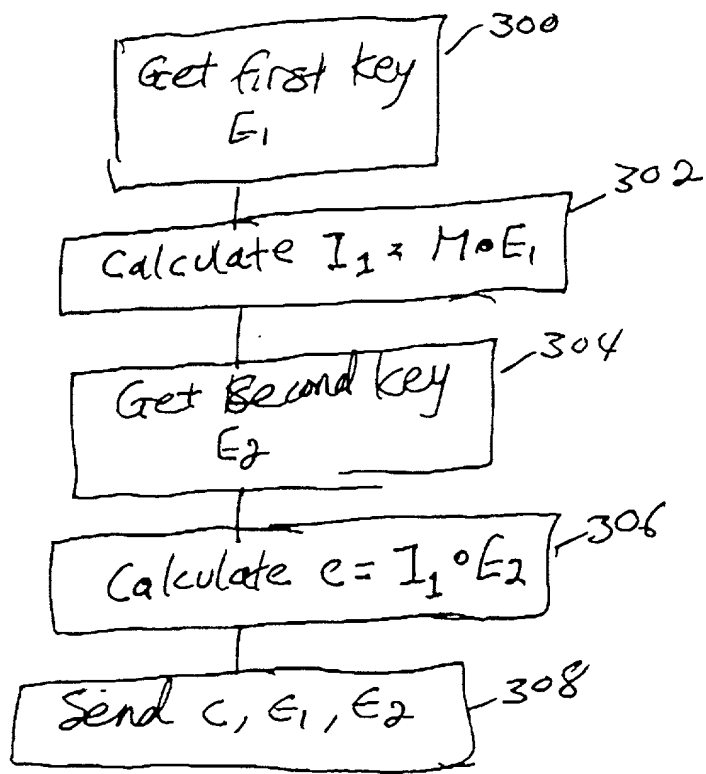 300
Get first key
E₁
302
Calculate I₁ = M∘E₁
304
Get second key
E₂
306
Calculate c = I₁∘E₂
308
Send c, E₁, E₂